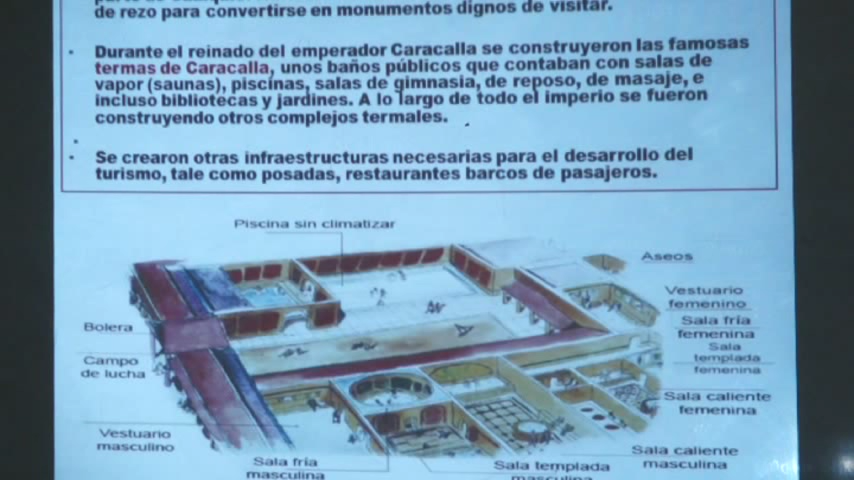 de rezo para convertirse en monumentos dignos de visitar.
Durante el reinado del emperador Caracalla se construyeron las famosas
termas de Caracalla, unos baños públicos que contaban con salas de
vapor (saunas), piscinas, salas de gimnasia, de reposo, de masaje, e
incluso bibliotecas y jardines. A lo largo de todo el imperio se fueron
construyendo otros complejos termales.
Se crearon otras infraestructuras necesarias para el desarrollo del
turismo, tale como posadas, restaurantes barcos de pasajeros.
Piscina sin climatizar
Aseos
Vestuario
femenino
Bolera
Sala fría
femenina
Sala
templada
femenina
Campo
de lucha
Sala caliente
femenina
Vestuario
masculino
Sala caliente
masculina
Sala fría
masculina
Sala templada
masculina